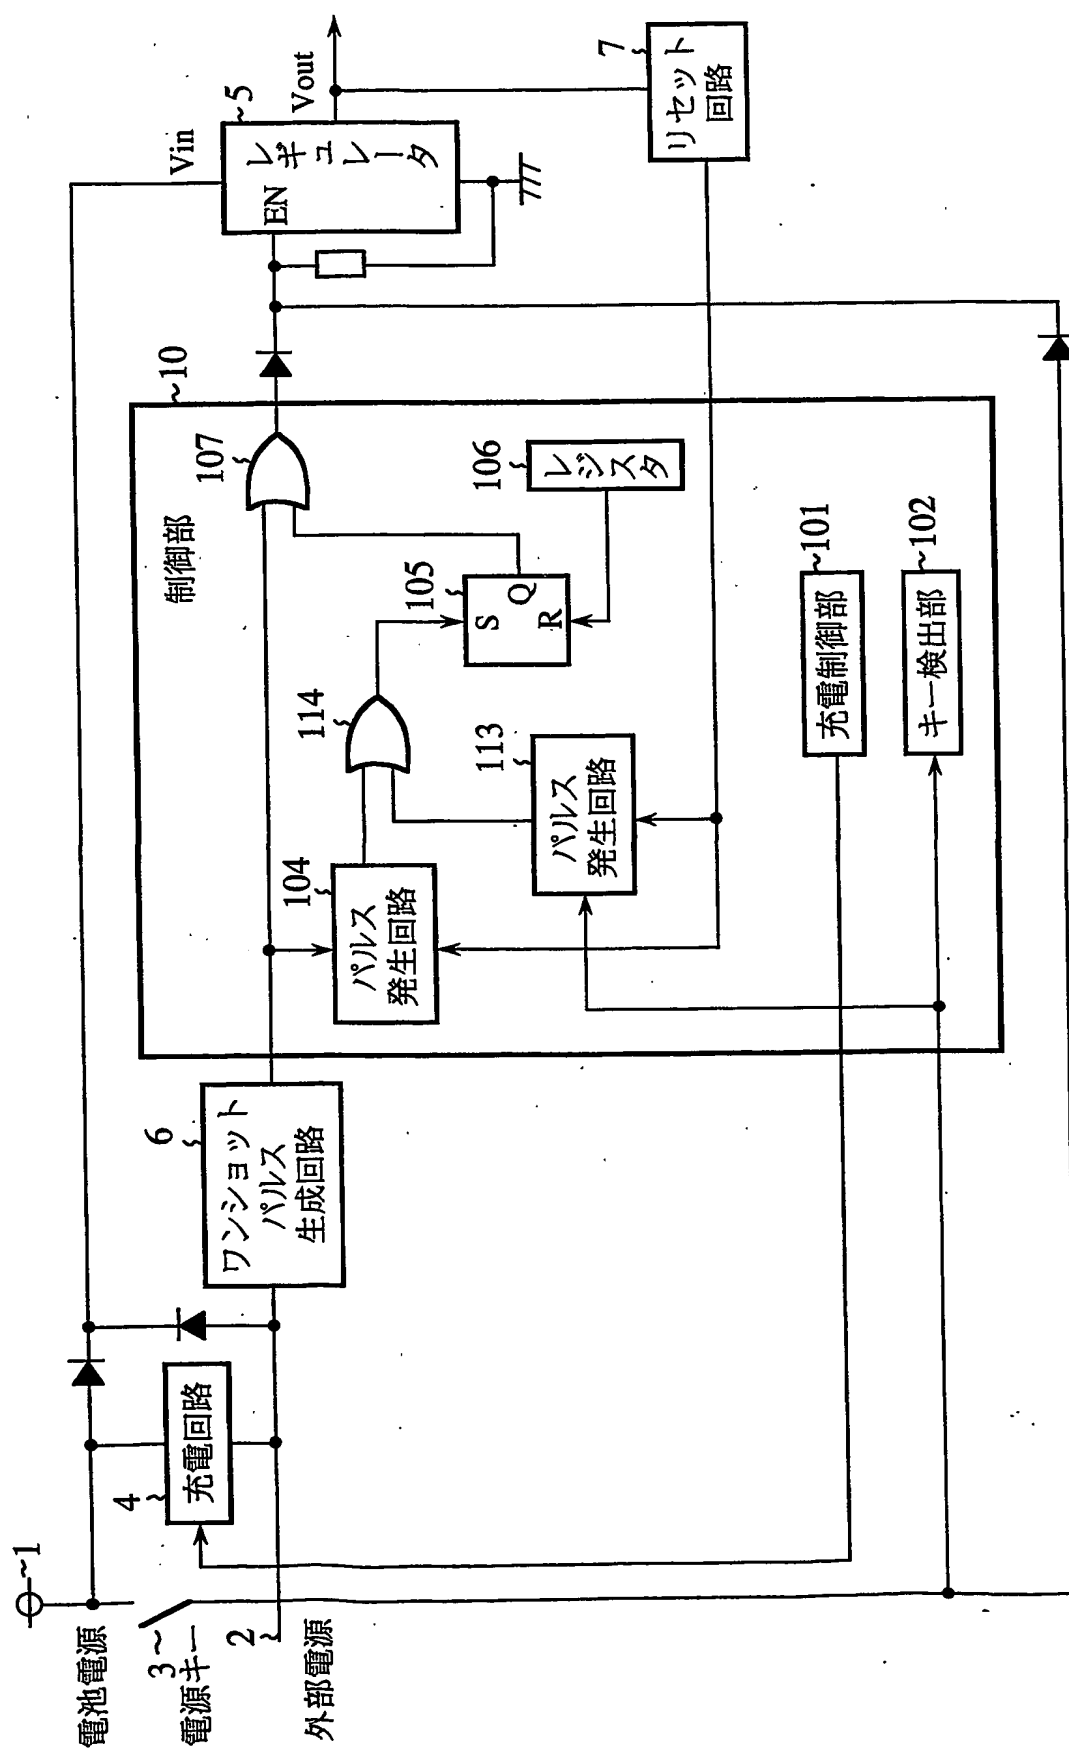 電池電源
1
3
電源キー
2
外部電源
4
充電回路
6
ワンショット
パルス
生成回路
制御部
10
104
パルス
発生回路
114
113
パルス
発生回路
105
S
Q
R
106
レジスタ
107
101
充電制御部
102
キー検出部
Vin
5
レギュレータ
EN
Vout
7
リセット
回路